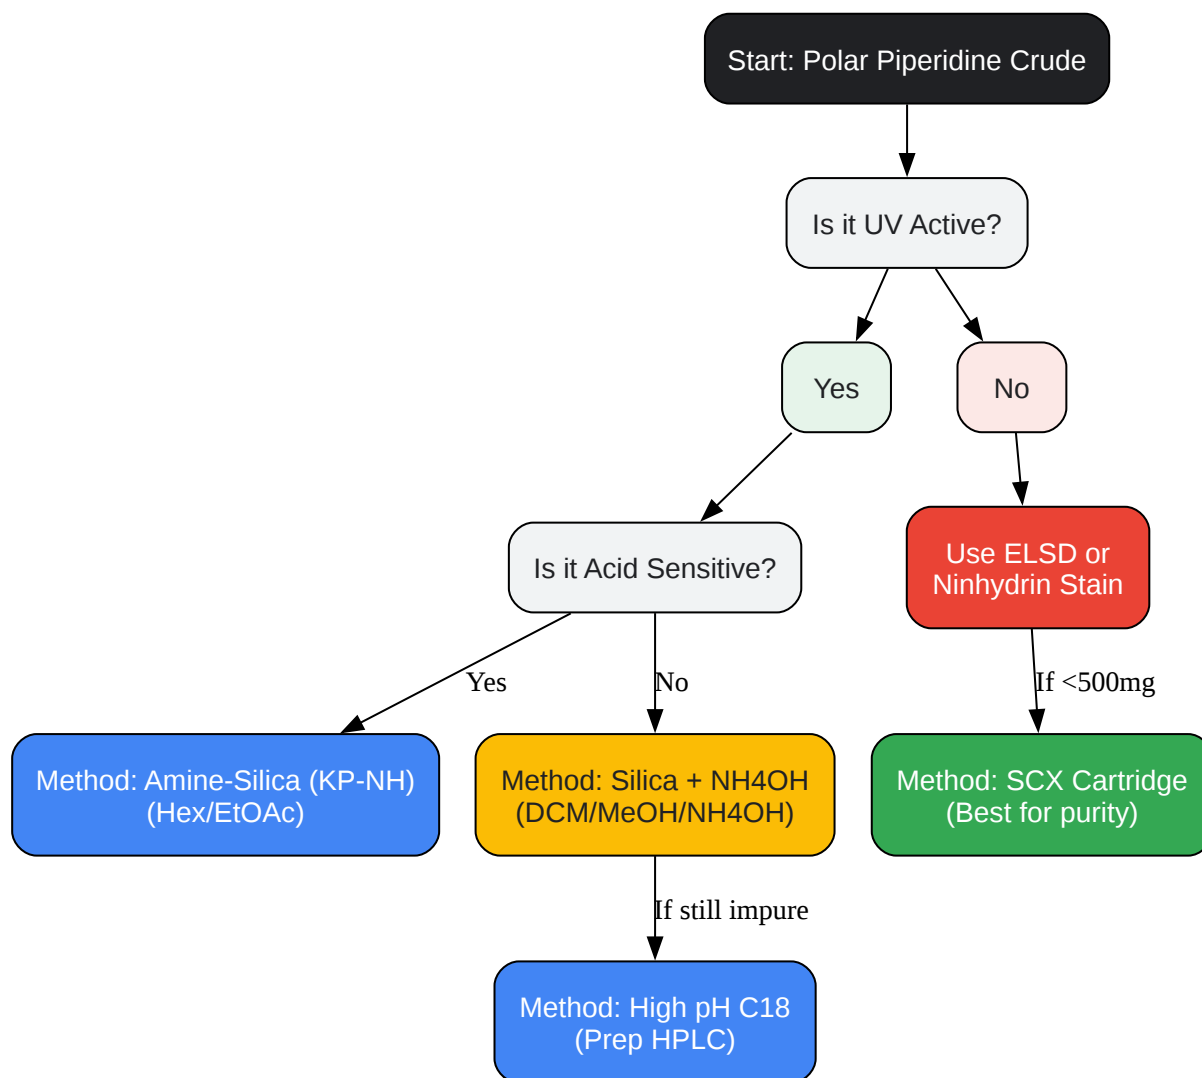 Start: Polar Piperidine Crude
Is it UV Active?
Yes
No
Is it Acid Sensitive?
Use ELSD or
Ninhydrin Stain
Yes
No
If <500mg
Method: Amine-Silica (KP-NH)
(Hex/EtOAc)
Method: Silica + NH4OH
(DCM/MeOH/NH4OH)
Method: SCX Cartridge
(Best for purity)
If still impure
Method: High pH C18
(Prep HPLC)